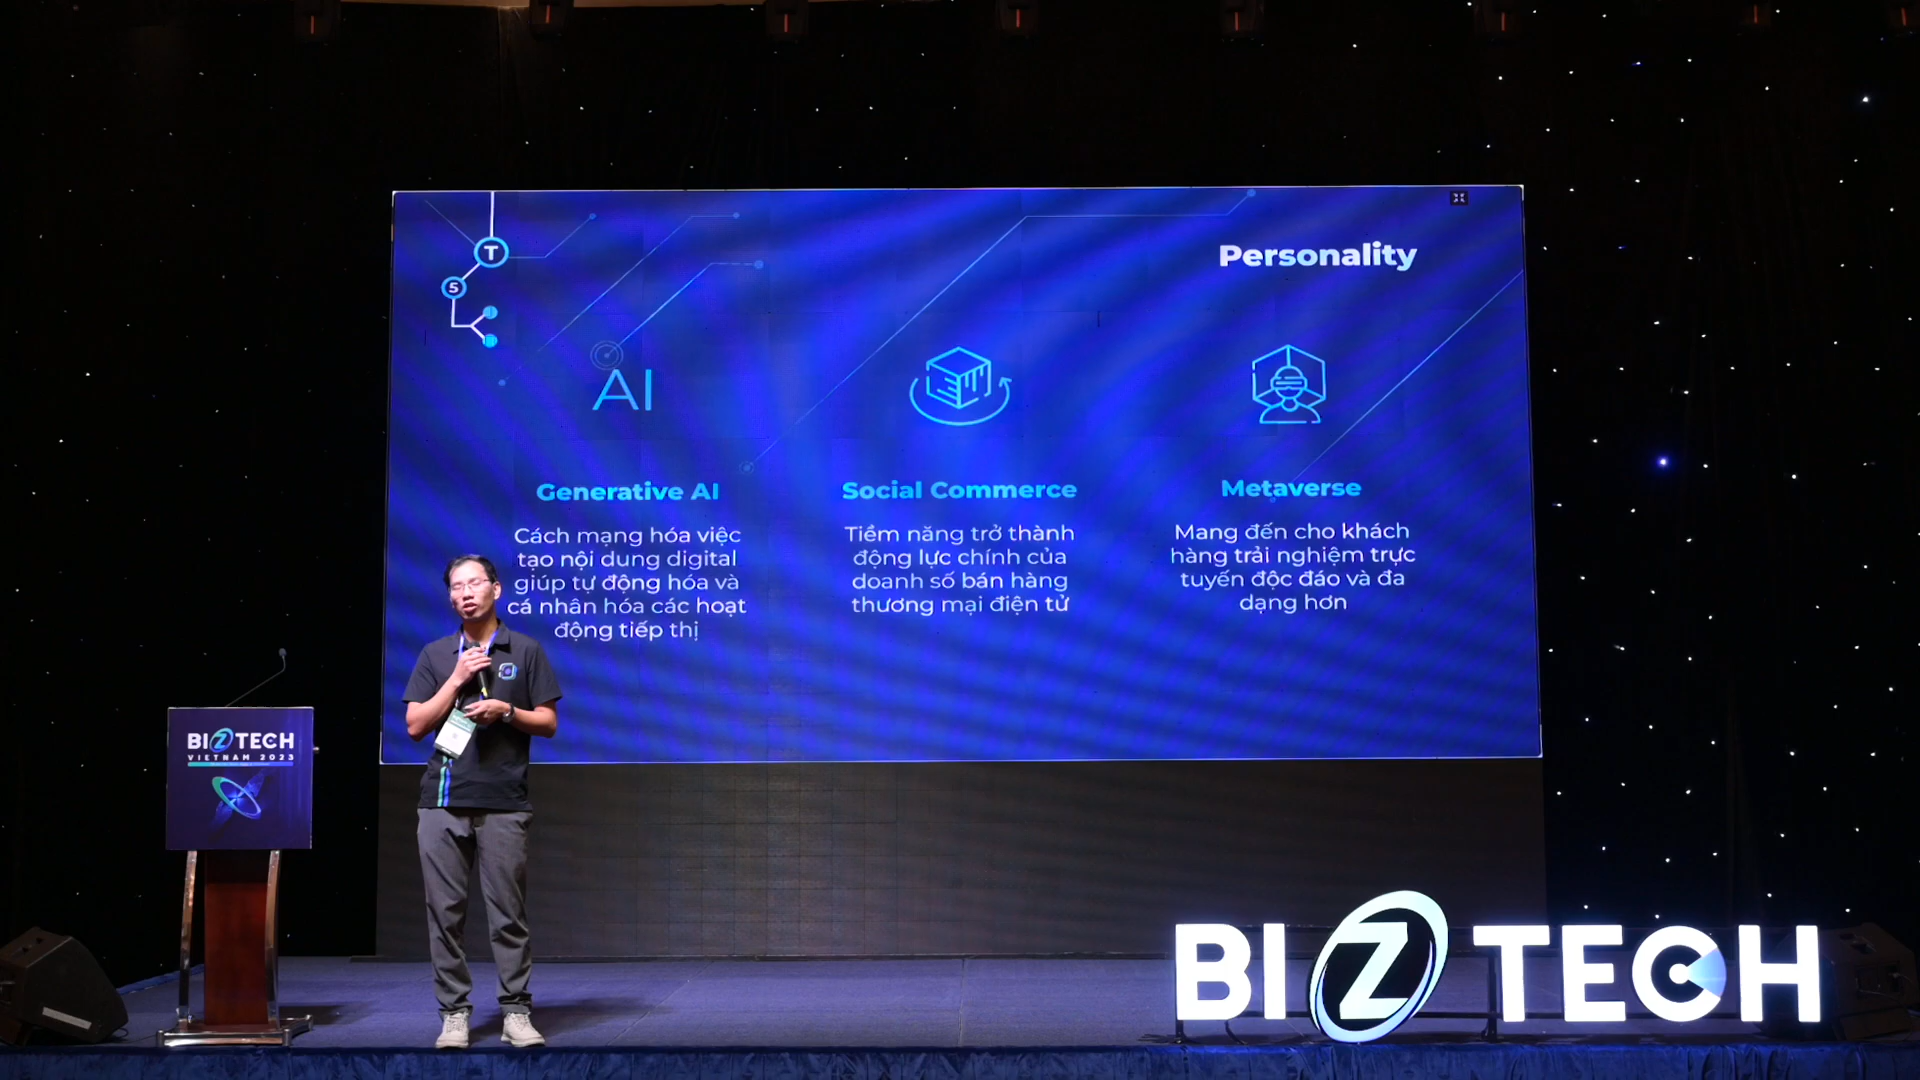 T
5
Personality
AI
Generative AI
Cách mạng hóa việc
tạo nội dung digital
giúp tự động hóa và
cá nhân hóa các hoạt
động tiếp thị
Social Commerce
Tiềm năng trở thành
động lực chính của
doanh số bán hàng
thương mại điện tử
Metaverse
Mang đến cho khách
hàng trải nghiệm trực
tuyến độc đáo và đa
dạng hơn
BIZTECH
VIETNAM 2023
BIZTECH